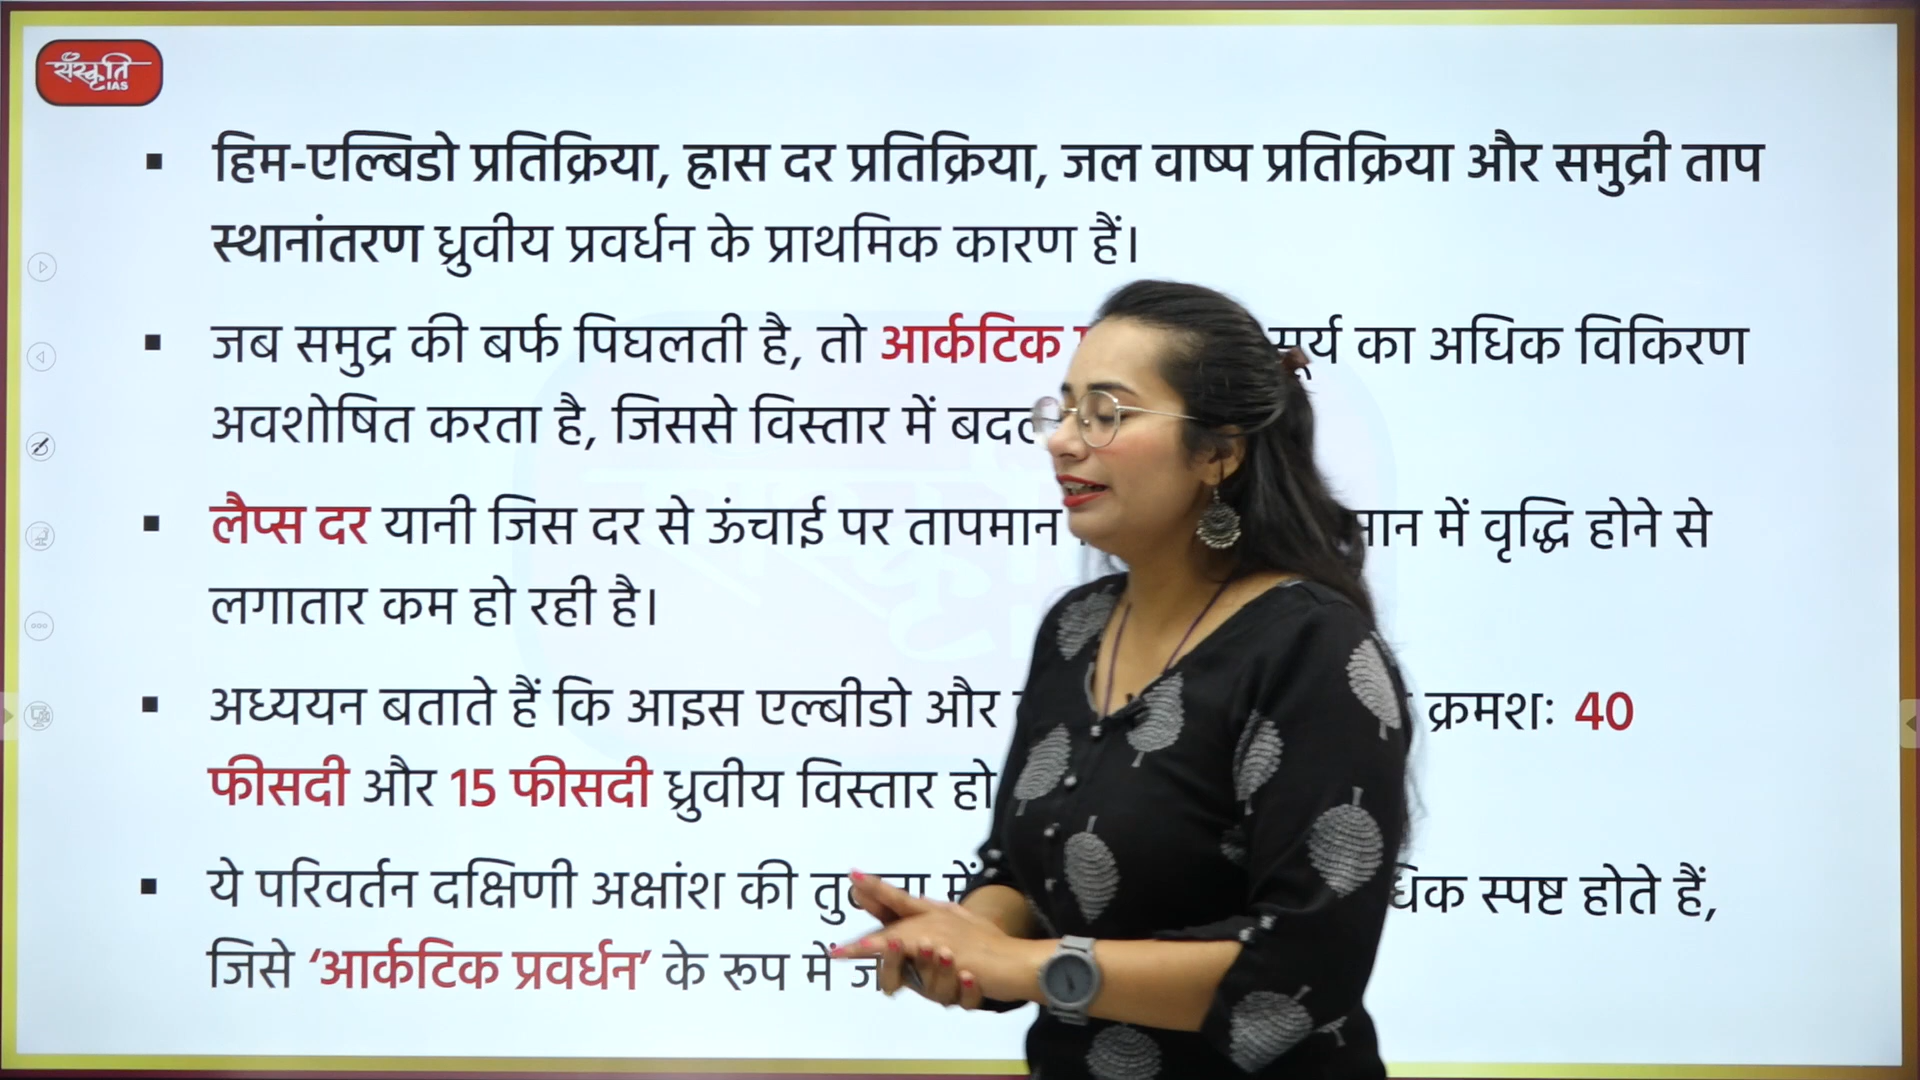 संस्कृति
IAS
हिम-एल्बिडो प्रतिक्रिया, ह्रास दर प्रतिक्रिया, जल वाष्प प्रतिक्रिया और समुद्री ताप
स्थानांतरण ध्रुवीय प्रवर्धन के प्राथमिक कारण हैं।
जब समुद्र की बर्फ पिघलती है, तो आर्कटिक सूर्य का अधिक विकिरण
अवशोषित करता है, जिससे विस्तार में
लैप्स दर यानी जिस दर से ऊंचाई पर तापमान में वृद्धि होने से
लगातार कम हो रही है।
अध्ययन बताते हैं कि आइस एल्बीडो और क्रमशः 40
फीसदी और 15 फीसदी ध्रुवीय विस्तार हो
ये परिवर्तन दक्षिणी अक्षांश की तुलना में स्पष्ट होते हैं,
जिसे ‘आर्कटिक प्रवर्धन’ के रूप में